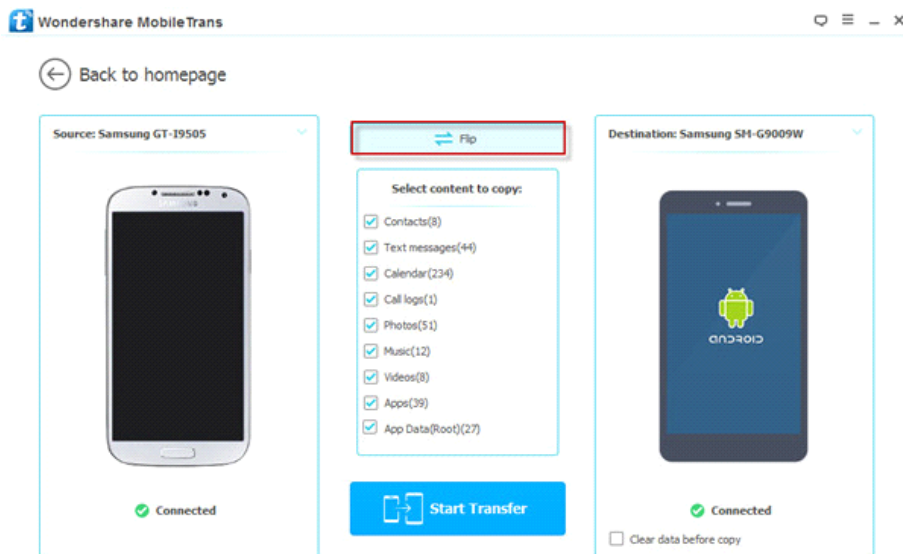 Wondershare MobileTrans
Back to homepage
Source: Samsung GT-I9505
Flip
Destination: Samsung SM-G9009W
Select content to copy:
Contacts(8)
Text messages(44)
Calendar(234)
Call logs(1)
Photos(51)
Music(12)
Videos(8)
Apps(39)
App Data(Root)(27)
SAMSUNG
ANDROID
Connected
Start Transfer
Connected
Clear data before copy